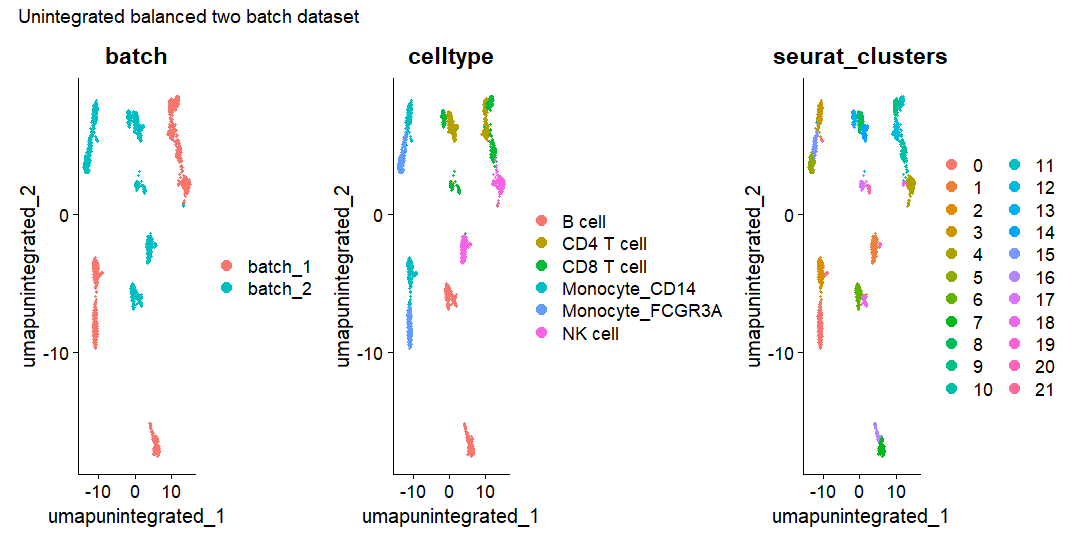 Unintegrated balanced two batch dataset
batch
0
-10
-10 0 10
umapunintegrated_1
umapunintegrated_2
batch_1
batch_2
celltype
0
-10
-10 0 10
umapunintegrated_1
umapunintegrated_2
B cell
CD4 T cell
CD8 T cell
Monocyte_CD14
Monocyte_FCGR3A
NK cell
seurat_clusters
0
-10
-10 0 10
umapunintegrated_1
umapunintegrated_2
0 11
1 12
2 13
3 14
4 15
5 16
6 17
7 18
8 19
9 20
10 21